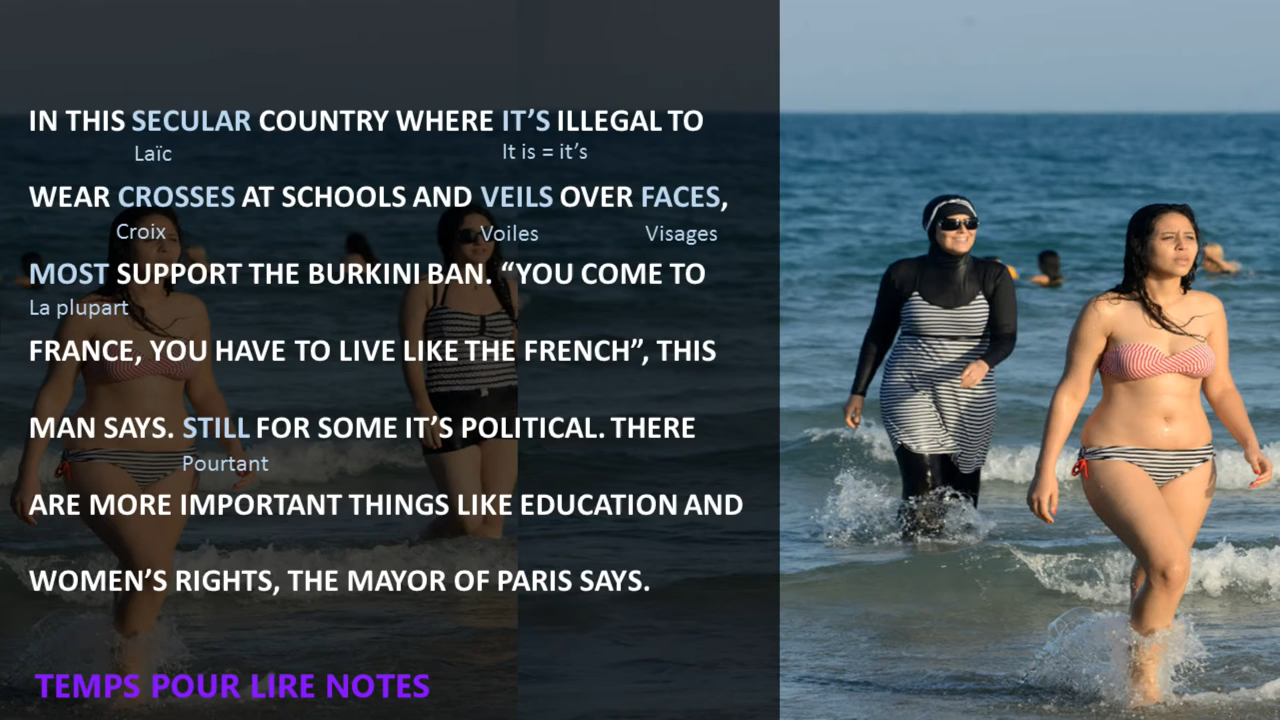 IN THIS SECULAR COUNTRY WHERE IT'S ILLEGAL TO
Laïc It is = it's
WEAR CROSSES AT SCHOOLS AND VEILS OVER FACES,
Croix Voiles Visages
MOST SUPPORT THE BURKINI BAN. “YOU COME TO
La plupart
FRANCE, YOU HAVE TO LIVE LIKE THE FRENCH”, THIS
MAN SAYS. STILL FOR SOME IT'S POLITICAL. THERE
Pourtant
ARE MORE IMPORTANT THINGS LIKE EDUCATION AND
WOMEN'S RIGHTS, THE MAYOR OF PARIS SAYS.
TEMPS POUR LIRE NOTES